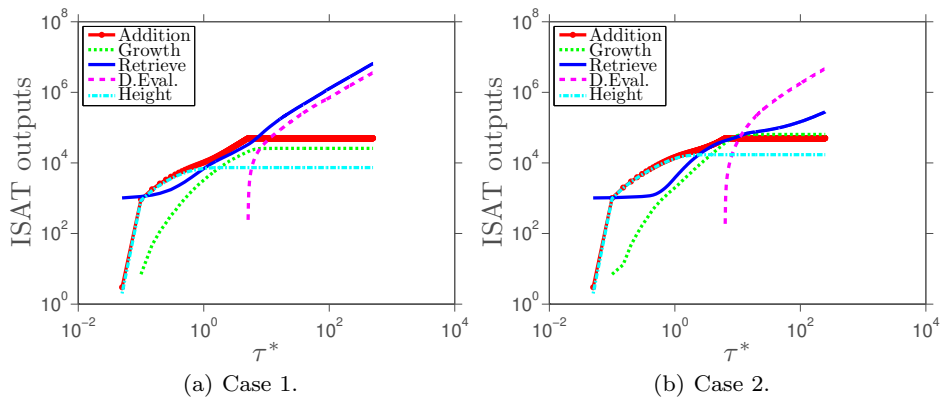 10^8
10^6
10^4
10^2
10^0
ISAT outputs
Addition
Growth
Retrieve
D.Eval.
Height
10^-2
10^0
10^2
10^4
τ*
(a) Case 1.
10^8
10^6
10^4
10^2
10^0
ISAT outputs
Addition
Growth
Retrieve
D.Eval.
Height
10^-2
10^0
10^2
10^4
τ*
(b) Case 2.